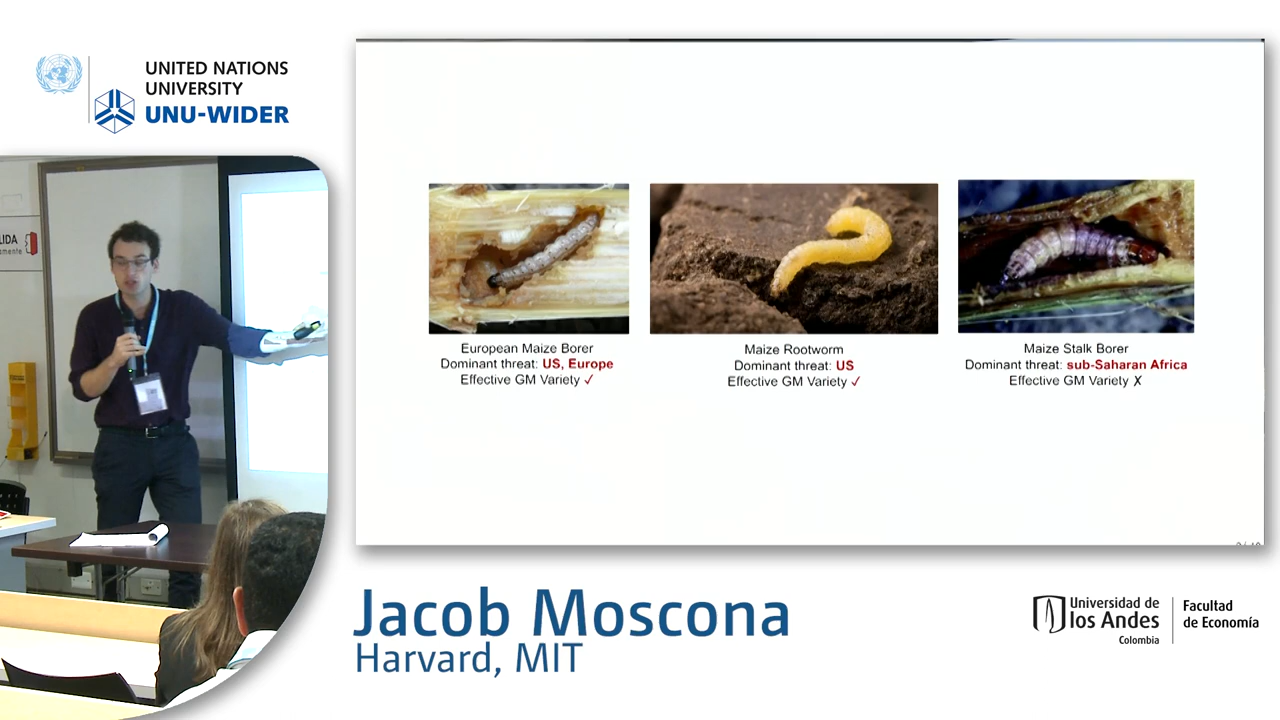 UNITED NATIONS
UNIVERSITY
UNU-WIDER
LIDA
European Maize Borer
Dominant threat: US, Europe
Effective GM Variety ✓
Maize Rootworm
Dominant threat: US
Effective GM Variety ✓
Maize Stalk Borer
Dominant threat: sub-Saharan Africa
Effective GM Variety ✗
Jacob Moscona
Harvard, MIT
Universidad de
los Andes
Colombia
Facultad
de Economía